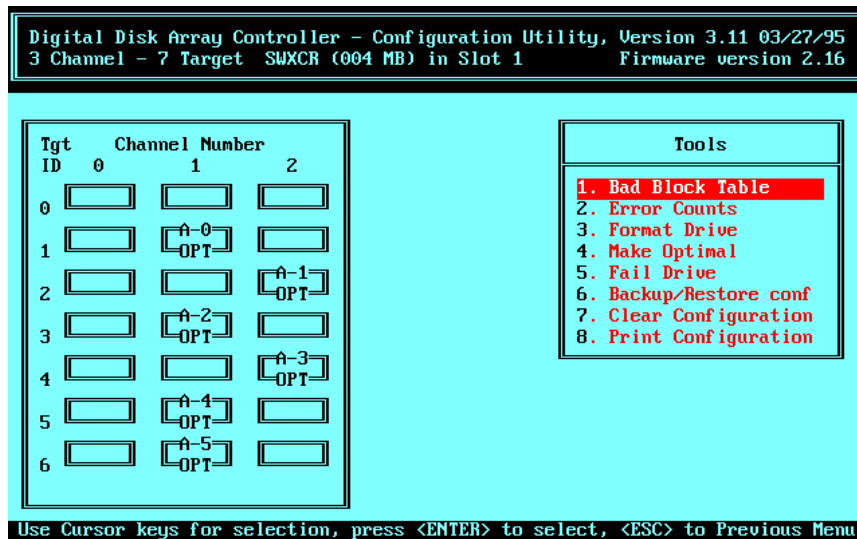 Digital Disk Array Controller - Configuration Utility, Version 3.11 03/27/95
3 Channel - 7 Target SWXCR (004 MB) in Slot 1 Firmware version 2.16
Tgt Channel Number
ID 0 1 2
0
A-0
1 OPT
A-1
2 OPT
A-2
3 OPT
A-3
4 OPT
A-4
5 OPT
A-5
6 OPT
Tools
1. Bad Block Table
2. Error Counts
3. Format Drive
4. Make Optimal
5. Fail Drive
6. Backup/Restore conf
7. Clear Configuration
8. Print Configuration
Use Cursor keys for selection, press <ENTER> to select, <ESC> to Previous Menu